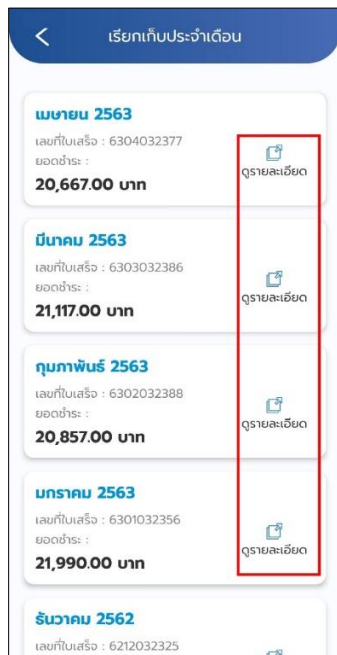 เรียกเก็บประจำเดือน
เมษายน 2563
เลขที่ใบเสร็จ : 6304032377
ยอดชำระ :
20,667.00 บาท
ดูรายละเอียด
มีนาคม 2563
เลขที่ใบเสร็จ : 6303032386
ยอดชำระ :
21,117.00 บาท
ดูรายละเอียด
กุมภาพันธ์ 2563
เลขที่ใบเสร็จ : 6302032388
ยอดชำระ :
20,857.00 บาท
ดูรายละเอียด
มกราคม 2563
เลขที่ใบเสร็จ : 6301032356
ยอดชำระ :
21,990.00 บาท
ดูรายละเอียด
ธันวาคม 2562
เลขที่ใบเสร็จ : 6212032325